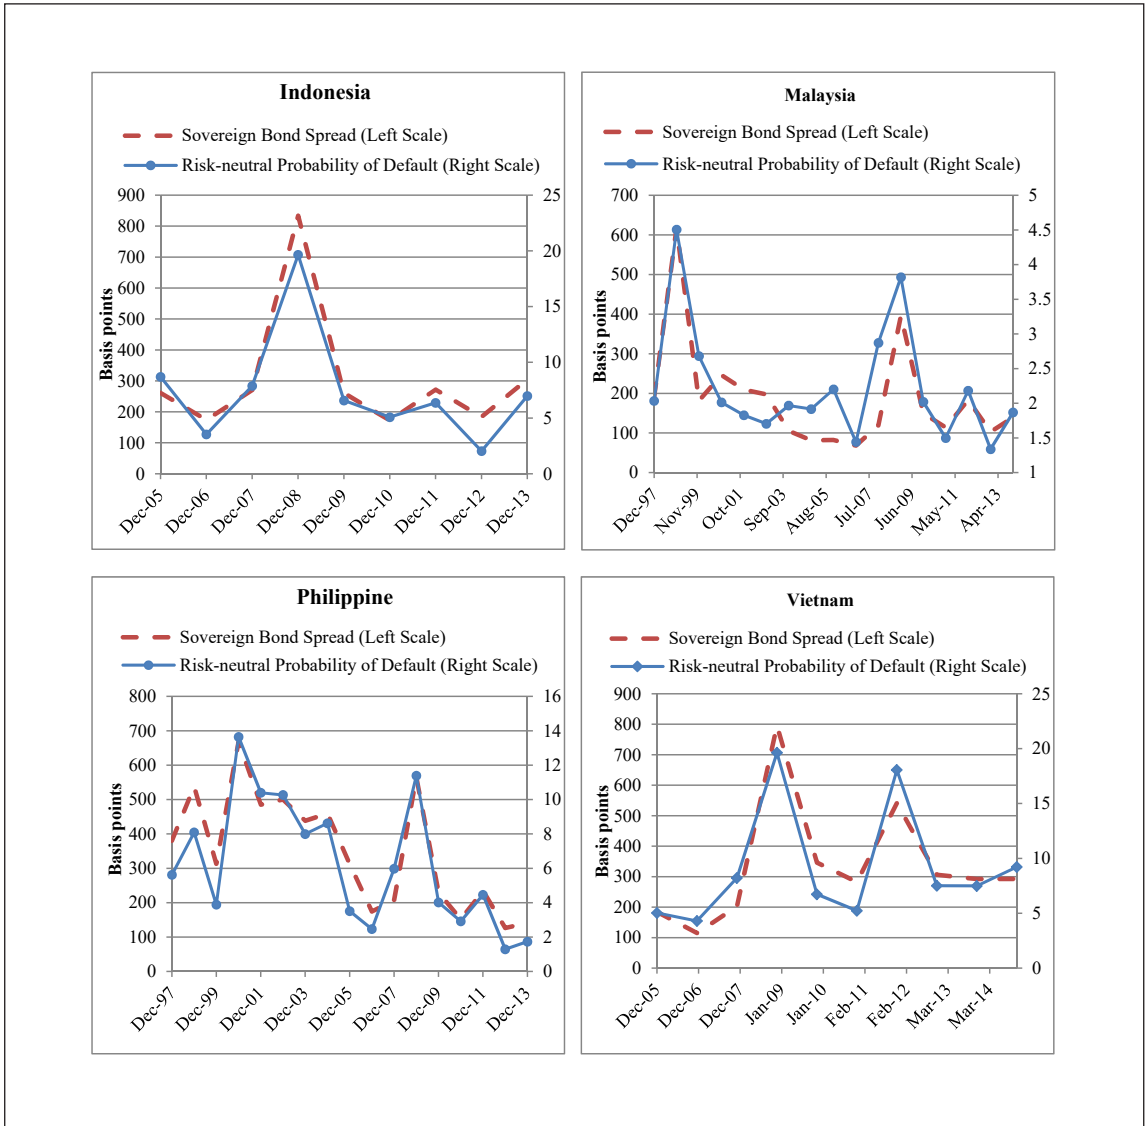 Indonesia
Sovereign Bond Spread (Left Scale)
Risk-neutral Probability of Default (Right Scale)
Basis points
900
800
700
600
500
400
300
200
100
0
25
20
15
10
5
0
Dec-05
Dec-06
Dec-07
Dec-08
Dec-09
Dec-10
Dec-11
Dec-12
Dec-13
Malaysia
Sovereign Bond Spread (Left Scale)
Risk-neutral Probability of Default (Right Scale)
Basis points
700
600
500
400
300
200
100
0
5
4.5
4
3.5
3
2.5
2
1.5
1
Dec-97
Nov-99
Oct-01
Sep-03
Aug-05
Jul-07
Jun-09
May-11
Apr-13
Philippine
Sovereign Bond Spread (Left Scale)
Risk-neutral Probability of Default (Right Scale)
Basis points
800
700
600
500
400
300
200
100
0
16
14
12
10
8
6
4
2
0
Dec-97
Dec-99
Dec-01
Dec-03
Dec-05
Dec-07
Dec-09
Dec-11
Dec-13
Vietnam
Sovereign Bond Spread (Left Scale)
Risk-neutral Probability of Default (Right Scale)
Basis points
900
800
700
600
500
400
300
200
100
0
25
20
15
10
5
0
Dec-05
Dec-06
Dec-07
Jan-09
Jan-10
Feb-11
Feb-12
Mar-13
Mar-14